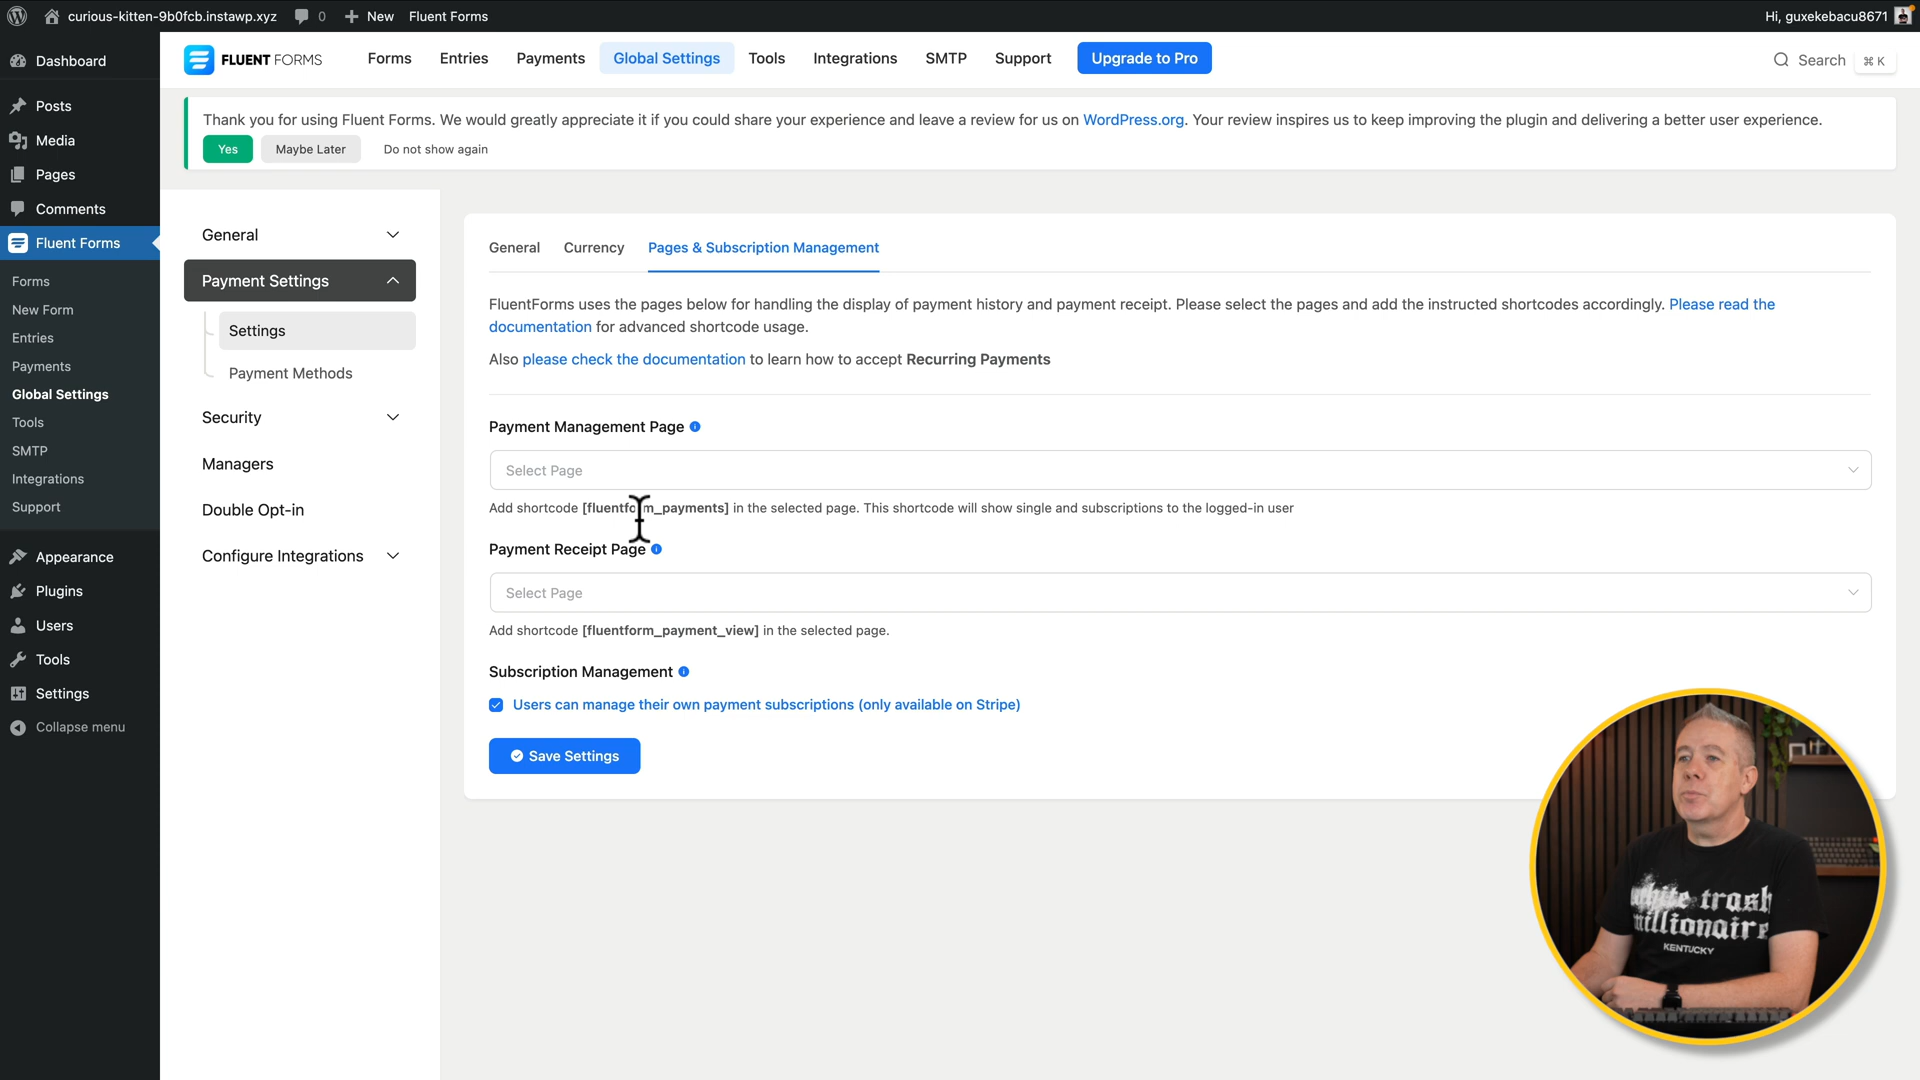 curious-kitten-9b0fcb.instawp.xyz 0 New Fluent Forms Hi, guxekebacu8671
Dashboard
Posts
Media
Pages
Comments
Fluent Forms
Forms
New Form
Entries
Payments
Global Settings
Tools
SMTP
Integrations
Support
Appearance
Plugins
Users
Tools
Settings
Collapse menu
FLUENT FORMS Forms Entries Payments Global Settings Tools Integrations SMTP Support Upgrade to Pro Search ⌘ K
Thank you for using Fluent Forms. We would greatly appreciate it if you could share your experience and leave a review for us on WordPress.org. Your review inspires us to keep improving the plugin and delivering a better user experience.
Yes Maybe Later Do not show again
General
Payment Settings
Settings
Payment Methods
Security
Managers
Double Opt-in
Configure Integrations
General Currency Pages & Subscription Management
FluentForms uses the pages below for handling the display of payment history and payment receipt. Please select the pages and add the instructed shortcodes accordingly. Please read the
documentation for advanced shortcode usage.
Also please check the documentation to learn how to accept Recurring Payments
Payment Management Page
Select Page
Add shortcode [fluentform_payments] in the selected page. This shortcode will show single and subscriptions to the logged-in user
Payment Receipt Page
Select Page
Add shortcode [fluentform_payment_view] in the selected page.
Subscription Management
Users can manage their own payment subscriptions (only available on Stripe)
Save Settings
white trash
millionaire
KENTUCKY